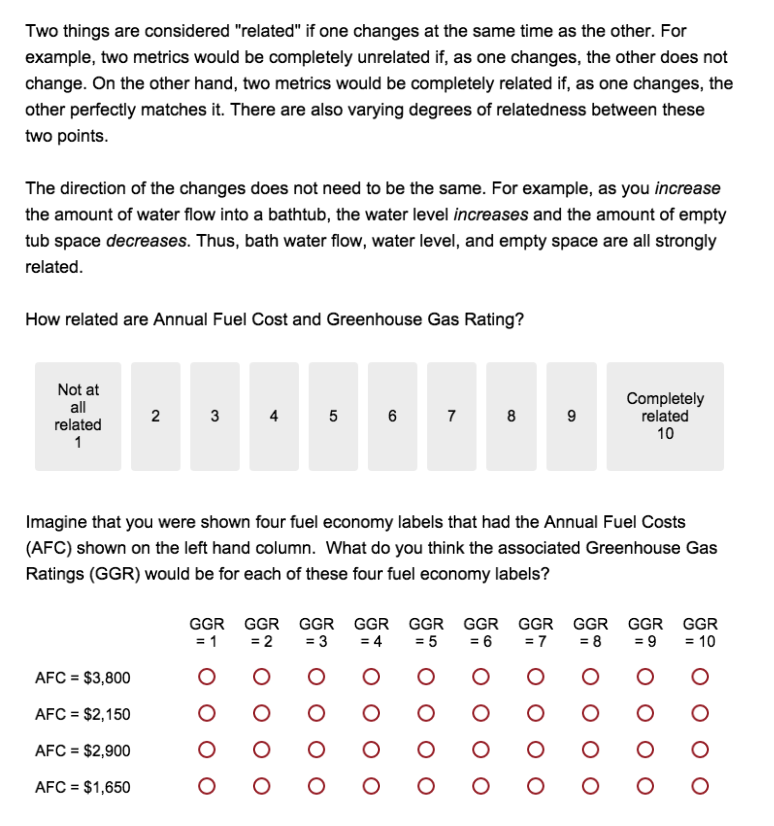 Two things are considered "related" if one changes at the same time as the other. For
example, two metrics would be completely unrelated if, as one changes, the other does not
change. On the other hand, two metrics would be completely related if, as one changes, the
other perfectly matches it. There are also varying degrees of relatedness between these
two points.
The direction of the changes does not need to be the same. For example, as you increase
the amount of water flow into a bathtub, the water level increases and the amount of empty
tub space decreases. Thus, bath water flow, water level, and empty space are all strongly
related.
How related are Annual Fuel Cost and Greenhouse Gas Rating?
Not at
all
related
1
2
3
4
5
6
7
8
9
Completely
related
10
Imagine that you were shown four fuel economy labels that had the Annual Fuel Costs
(AFC) shown on the left hand column. What do you think the associated Greenhouse Gas
Ratings (GGR) would be for each of these four fuel economy labels?
GGR GGR GGR GGR GGR GGR GGR GGR GGR GGR
= 1 = 2 = 3 = 4 = 5 = 6 = 7 = 8 = 9 = 10
AFC = $3,800
AFC = $2,150
AFC = $2,900
AFC = $1,650